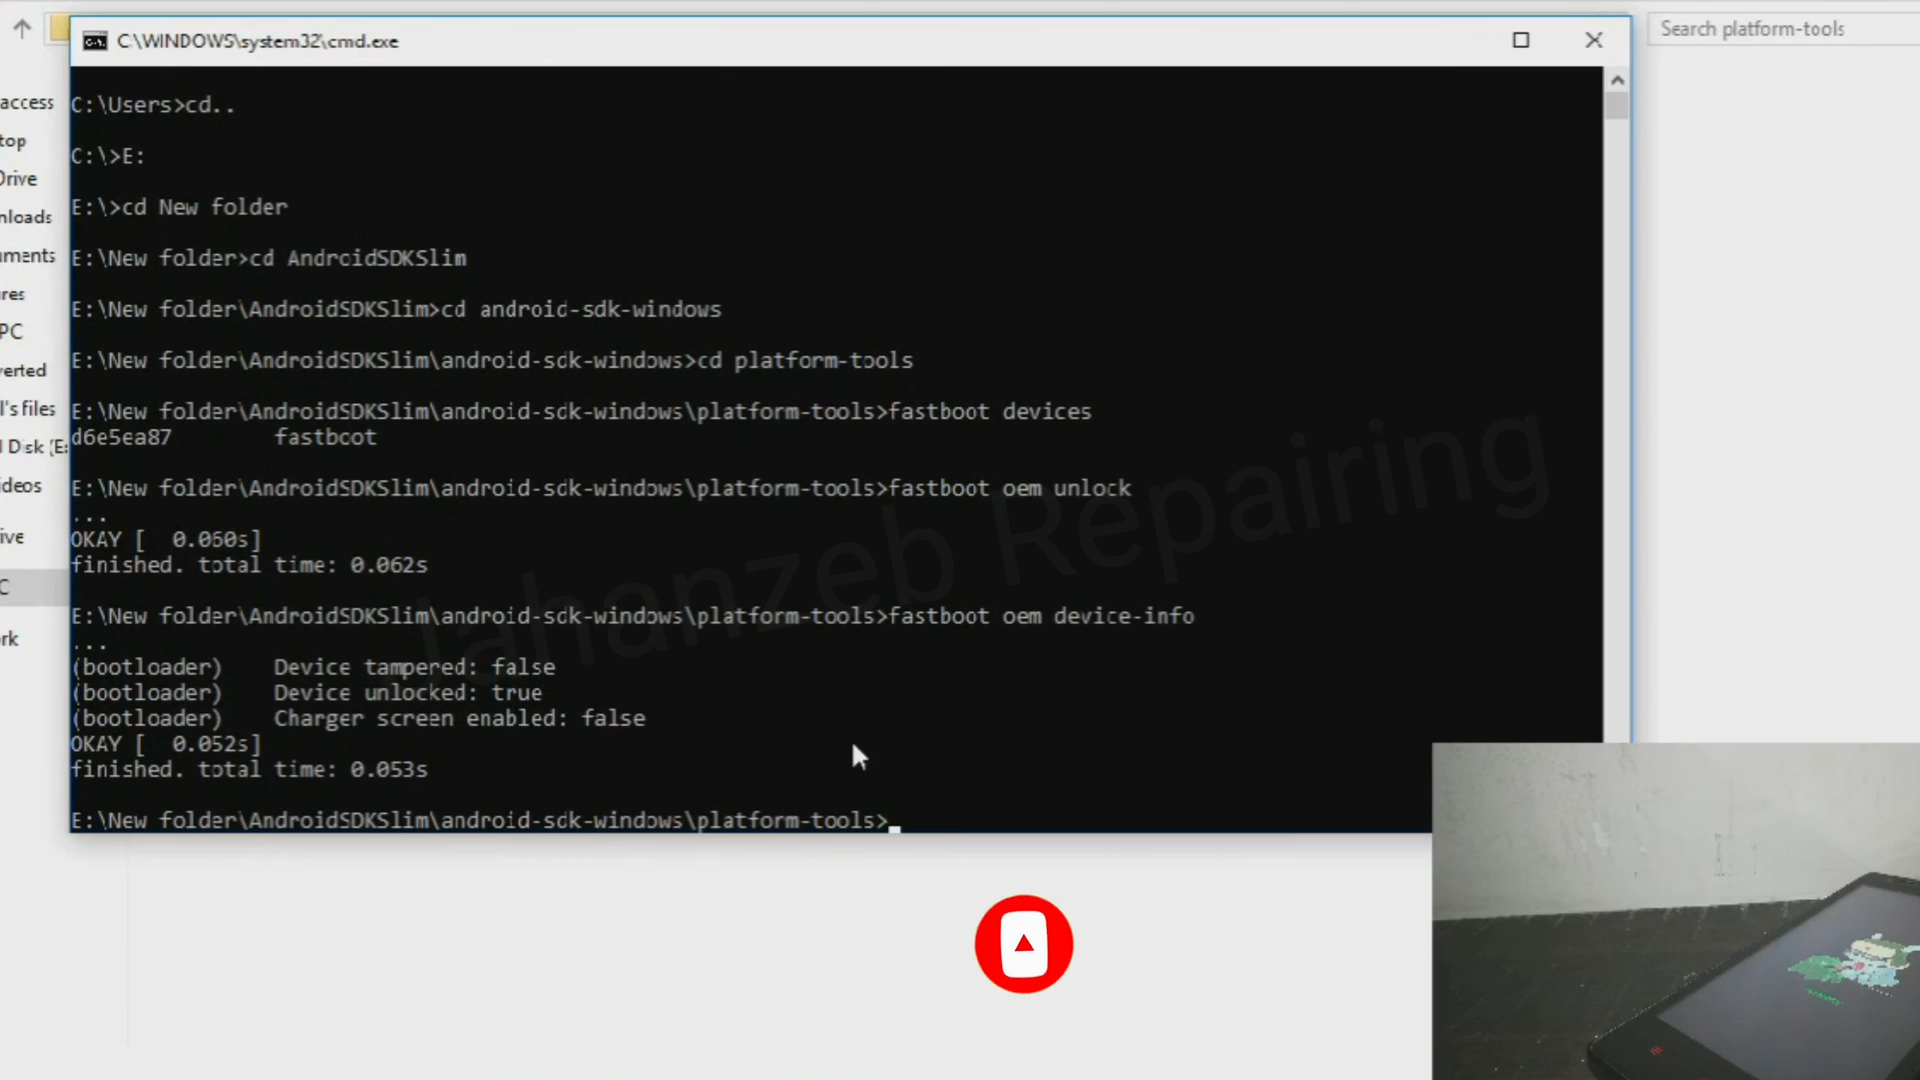 C:\WINDOWS\system32\cmd.exe
Search platform-tools
access
top
Drive
nloads
uments
res
PC
verted
l's files
l Disk (E:
ideos
ive
C
rk
C:\Users>cd..
C:\>E:
E:\>cd New folder
E:\New folder>cd AndroidSDKSlim
E:\New folder\AndroidSDKSlim>cd android-sdk-windows
E:\New folder\AndroidSDKSlim\android-sdk-windows>cd platform-tools
E:\New folder\AndroidSDKSlim\android-sdk-windows\platform-tools>fastboot devices
d6e5ea87 fastboot
E:\New folder\AndroidSDKSlim\android-sdk-windows\platform-tools>fastboot oem unlock
...
OKAY [ 0.060s]
finished. total time: 0.062s
E:\New folder\AndroidSDKSlim\android-sdk-windows\platform-tools>fastboot oem device-info
...
(bootloader) Device tampered: false
(bootloader) Device unlocked: true
(bootloader) Charger screen enabled: false
OKAY [ 0.052s]
finished. total time: 0.053s
E:\New folder\AndroidSDKSlim\android-sdk-windows\platform-tools>
Jahanzeb Repairing